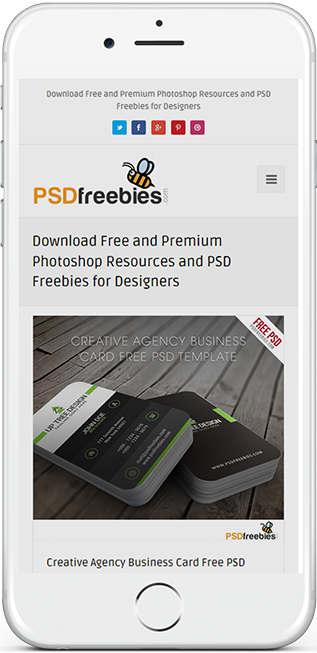 Download Free and Premium Photoshop Resources and PSD
Freebies for Designers
PSDfreebies.com
Download Free and Premium
Photoshop Resources and PSD
Freebies for Designers
CREATIVE AGENCY BUSINESS
CARD FREE PSD TEMPLATE
FREE PSD
UP TREE DESIGN
JOHN DOE
WWW.PSDFREEBIES.COM
PSDfreebies
Creative Agency Business Card Free PSD